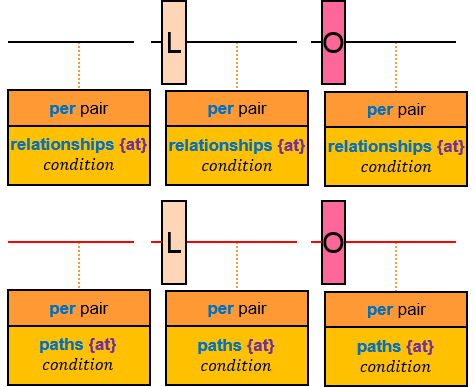 L
O
per pair
per pair
per pair
relationships {at}
condition
relationships {at}
condition
relationships {at}
condition
L
O
per pair
per pair
per pair
paths {at}
condition
paths {at}
condition
paths {at}
condition